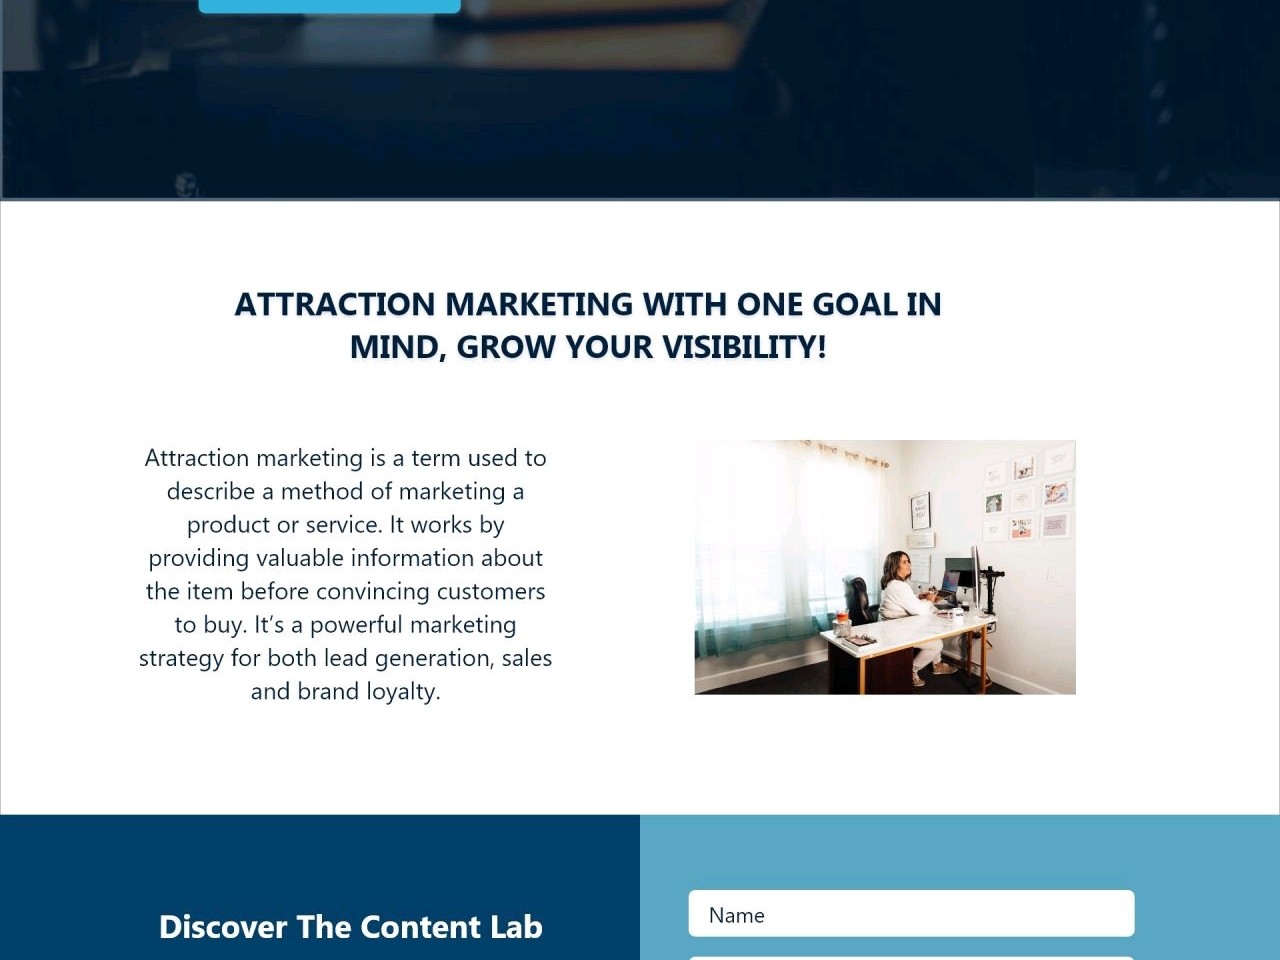 ATTRACTION MARKETING WITH ONE GOAL IN
MIND, GROW YOUR VISIBILITY!
Attraction marketing is a term used to
describe a method of marketing a
product or service. It works by
providing valuable information about
the item before convincing customers
to buy. It’s a powerful marketing
strategy for both lead generation, sales
and brand loyalty.
Discover The Content Lab
Name